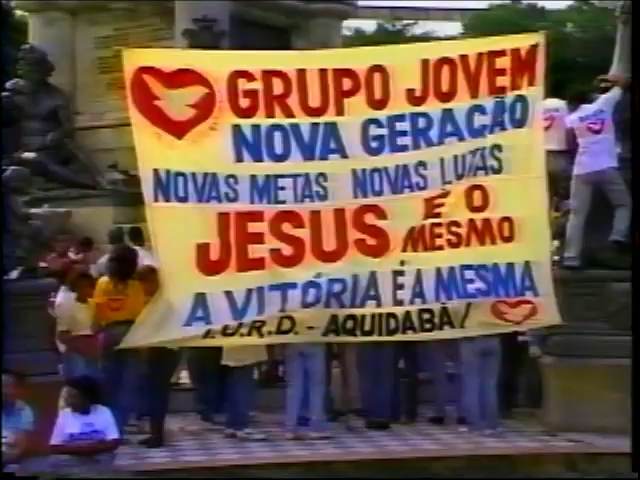 GRUPO JOVEM
NOVA GERAÇÃO
NOVAS METAS NOVAS LUTAS
JESUS É O MESMO
A VITÓRIA É A MESMA
I.U.R.D. - AQUIDABÃ!